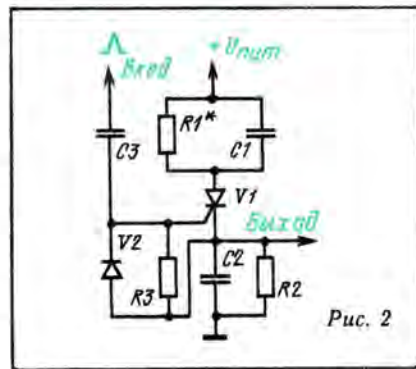 Вход
+ Uпит
R1*
C1
C3
V1
V2
Выход
C2
R3
R2
Рис. 2